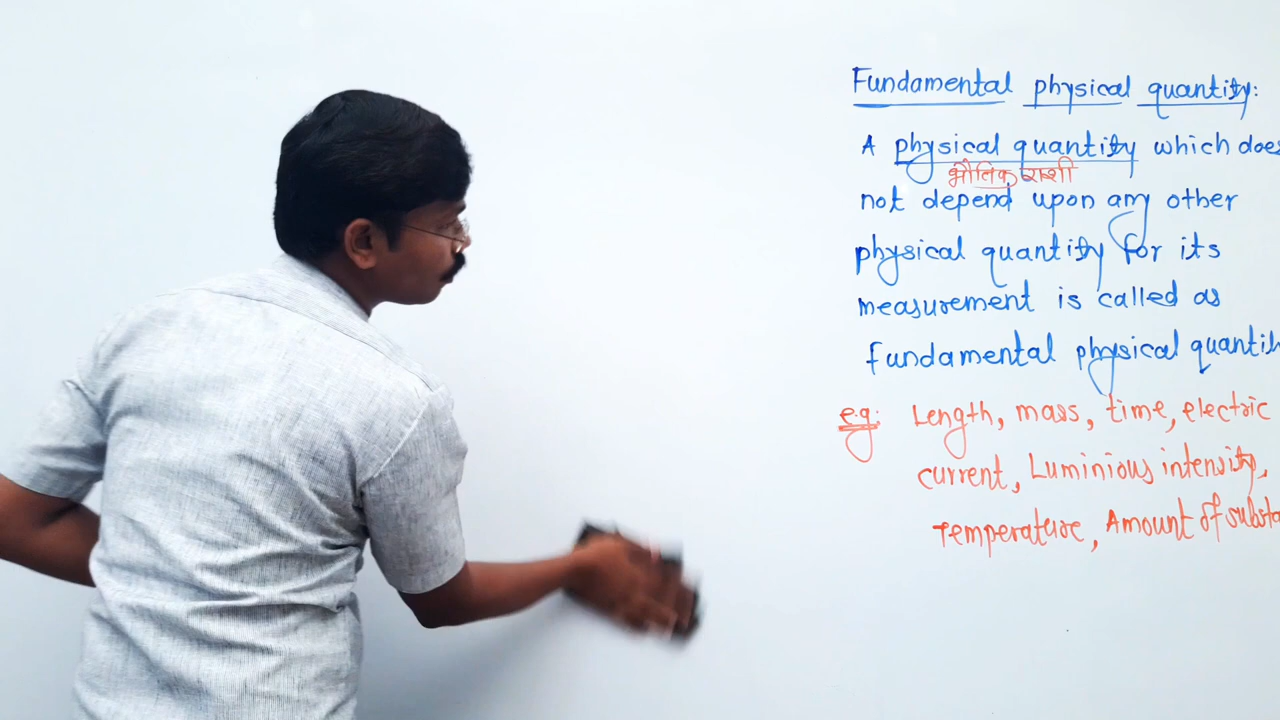 Fundamental physical quantity:
A physical quantity which does
भौतिक राशी
not depend upon any other
physical quantity for its
measurement is called as
fundamental physical quantit
e.g: Length, mass, time, electric
current, Luminious intensity,
Temperature, Amount of substa